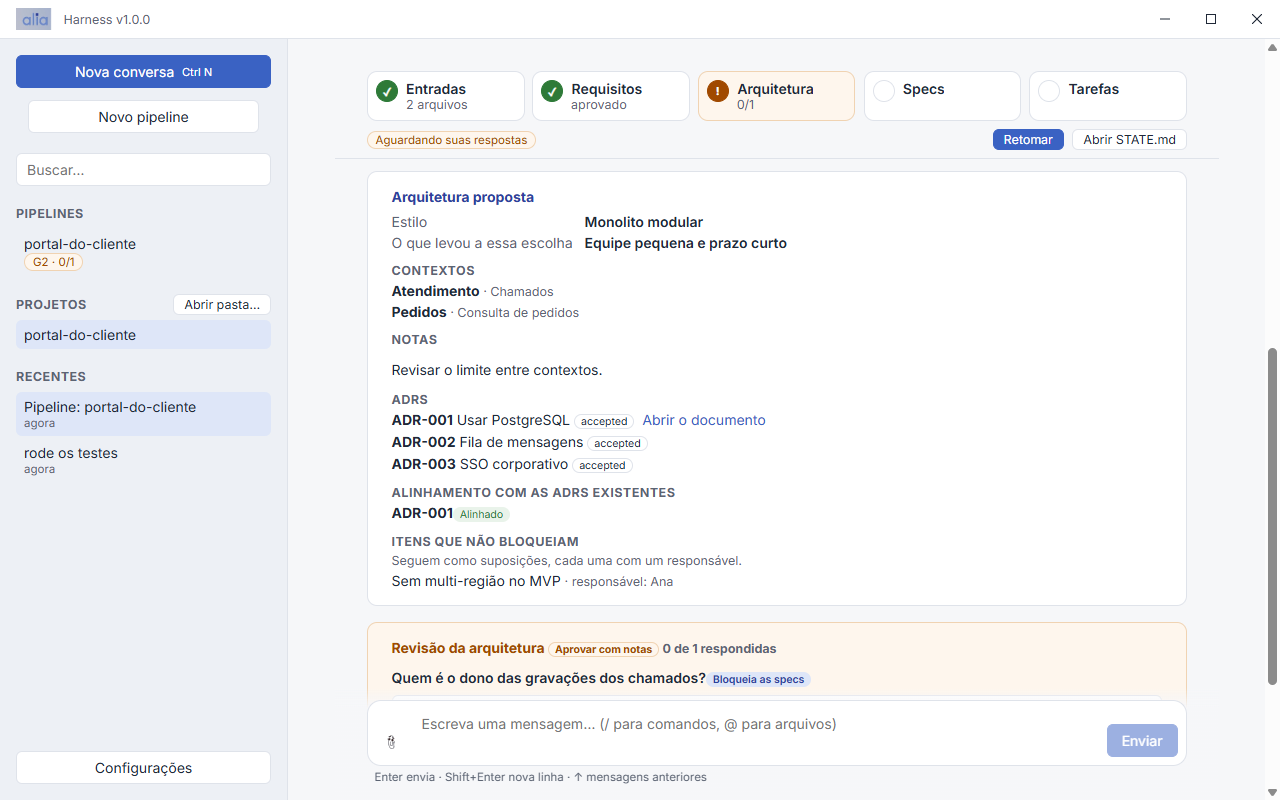 alia Harness v1.0.0
Nova conversa Ctrl N
Novo pipeline
Buscar...
PIPELINES
portal-do-cliente
G2 · 0/1
PROJETOS Abrir pasta...
portal-do-cliente
RECENTES
Pipeline: portal-do-cliente
agora
rode os testes
agora
Configurações
Entradas
2 arquivos
Requisitos
aprovado
Arquitetura
0/1
Specs
Tarefas
Aguardando suas respostas
Retomar
Abrir STATE.md
Arquitetura proposta
Estilo Monolito modular
O que levou a essa escolha Equipe pequena e prazo curto
CONTEXTOS
Atendimento · Chamados
Pedidos · Consulta de pedidos
NOTAS
Revisar o limite entre contextos.
ADRS
ADR-001 Usar PostgreSQL accepted Abrir o documento
ADR-002 Fila de mensagens accepted
ADR-003 SSO corporativo accepted
ALINHAMENTO COM AS ADRS EXISTENTES
ADR-001 Alinhado
ITENS QUE NÃO BLOQUEIAM
Seguem como suposições, cada uma com um responsável.
Sem multi-região no MVP · responsável: Ana
Revisão da arquitetura Aprovar com notas 0 de 1 respondidas
Quem é o dono das gravações dos chamados? Bloqueia as specs
Escreva uma mensagem... (/ para comandos, @ para arquivos)
Enviar
Enter envia · Shift+Enter nova linha · ↑ mensagens anteriores